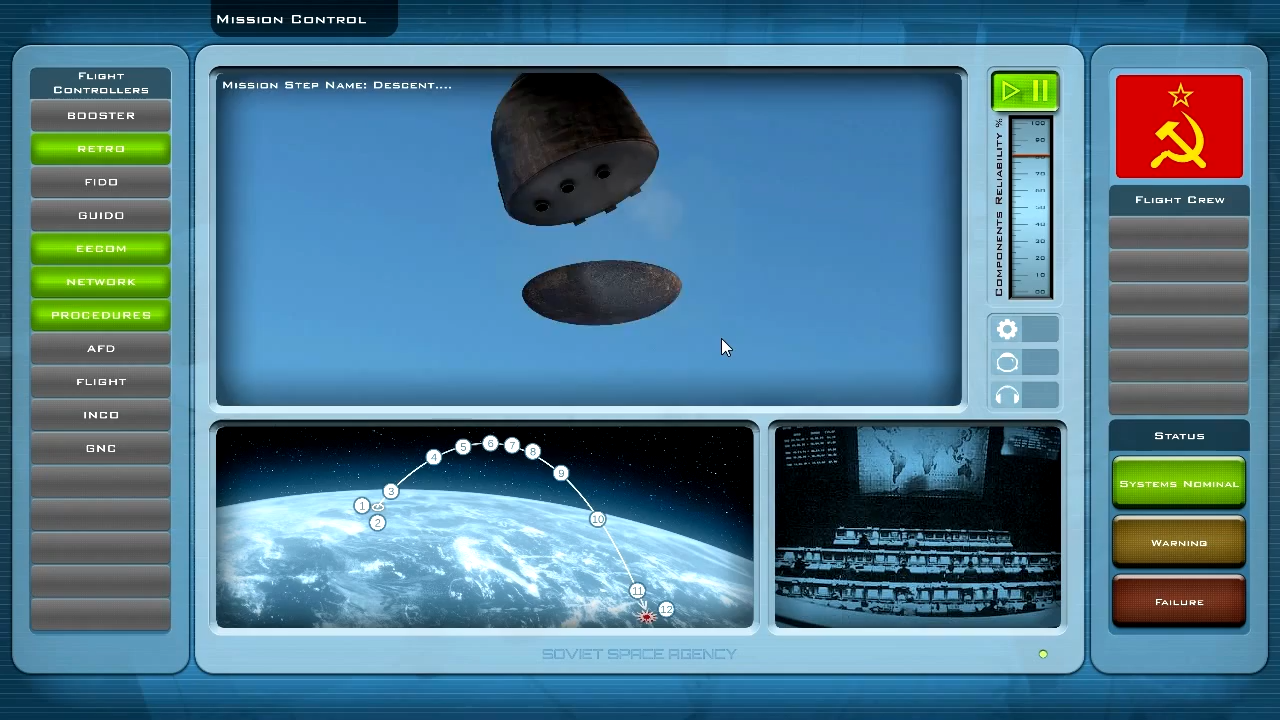 Mission Control
Flight
Controllers
BOOSTER
RETRO
FIDO
GUIDO
EECOM
NETWORK
PROCEDURES
AFD
FLIGHT
INCO
GNC
Mission Step Name: Descent....
Components Reliability %
100
90
70
60
50
40
30
20
10
00
1
2
3
4
5
6
7
8
9
10
11
12
SOVIET SPACE AGENCY
Flight Crew
Status
Systems Nominal
Warning
Failure